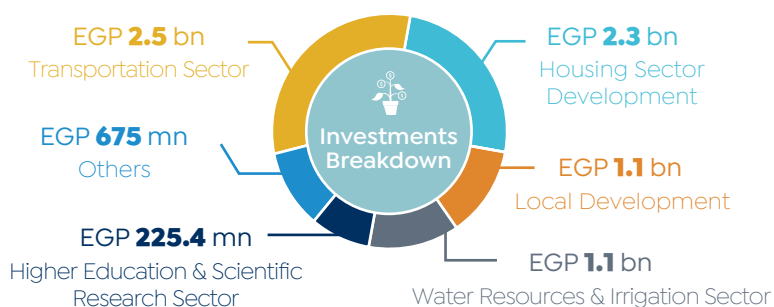 EGP 2.5 bn
Transportation Sector
EGP 2.3 bn
Housing Sector
Development
Investments
Breakdown
EGP 675 mn
Others
EGP 1.1 bn
Local Development
EGP 225.4 mn
Higher Education & Scientific
Research Sector
EGP 1.1 bn
Water Resources & Irrigation Sector